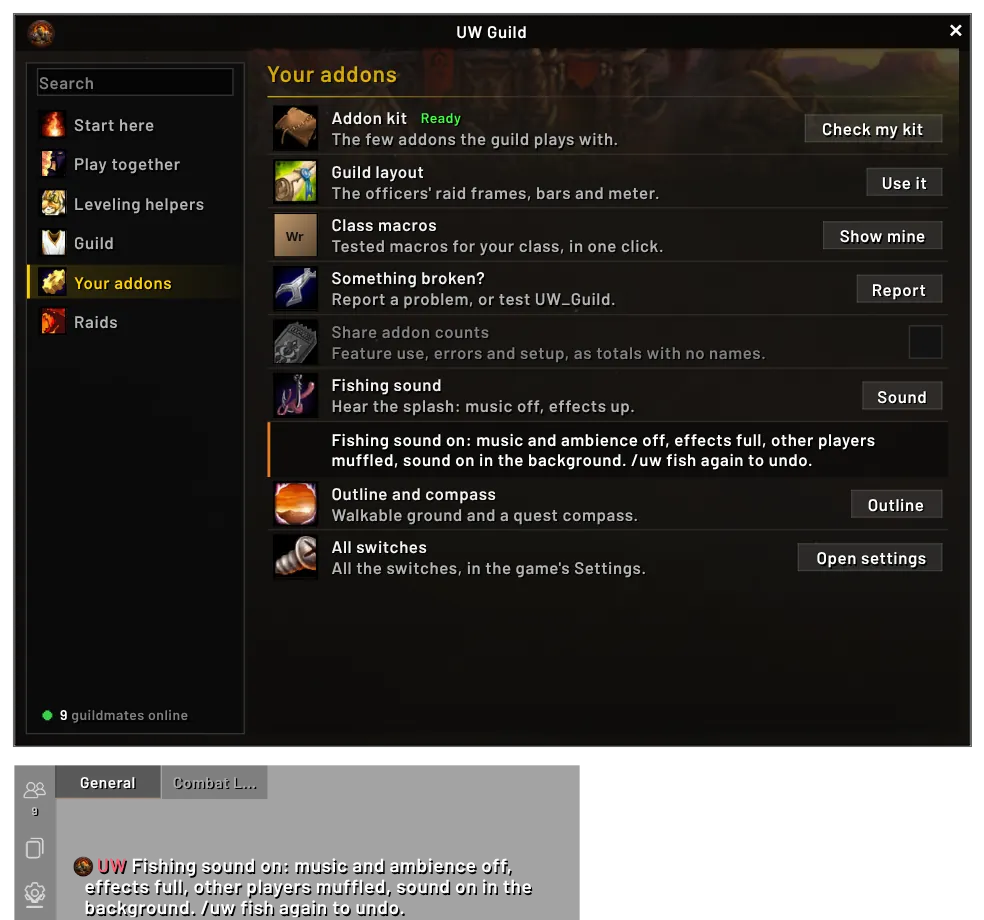 UW Guild
Search
Start here
Play together
Leveling helpers
Guild
Your addons
Raids
9 guildmates online
Your addons
Addon kit Ready
The few addons the guild plays with.
Check my kit
Guild layout
The officers' raid frames, bars and meter.
Use it
Wr
Class macros
Tested macros for your class, in one click.
Show mine
Something broken?
Report a problem, or test UW_Guild.
Report
Share addon counts
Feature use, errors and setup, as totals with no names.
Fishing sound
Hear the splash: music off, effects up.
Sound
Fishing sound on: music and ambience off, effects full, other players
muffled, sound on in the background. /uw fish again to undo.
Outline and compass
Walkable ground and a quest compass.
Outline
All switches
All the switches, in the game's Settings.
Open settings
General
Combat L...
9
UW Fishing sound on: music and ambience off,
effects full, other players muffled, sound on in the
background. /uw fish again to undo.